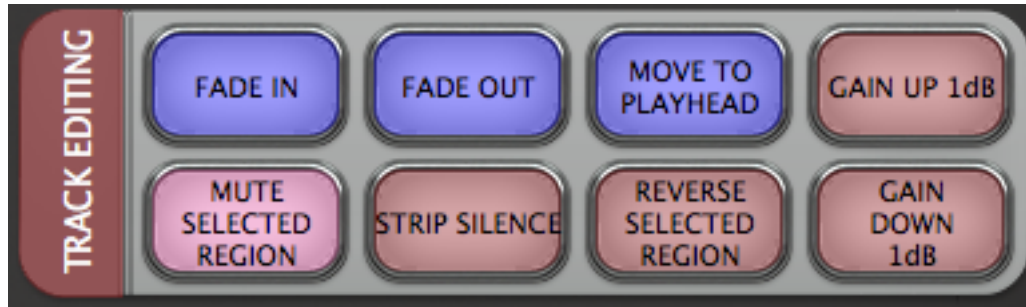 TRACK EDITING
FADE IN
FADE OUT
MOVE TO
PLAYHEAD
GAIN UP 1dB
MUTE
SELECTED
REGION
STRIP SILENCE
REVERSE
SELECTED
REGION
GAIN
DOWN
1dB